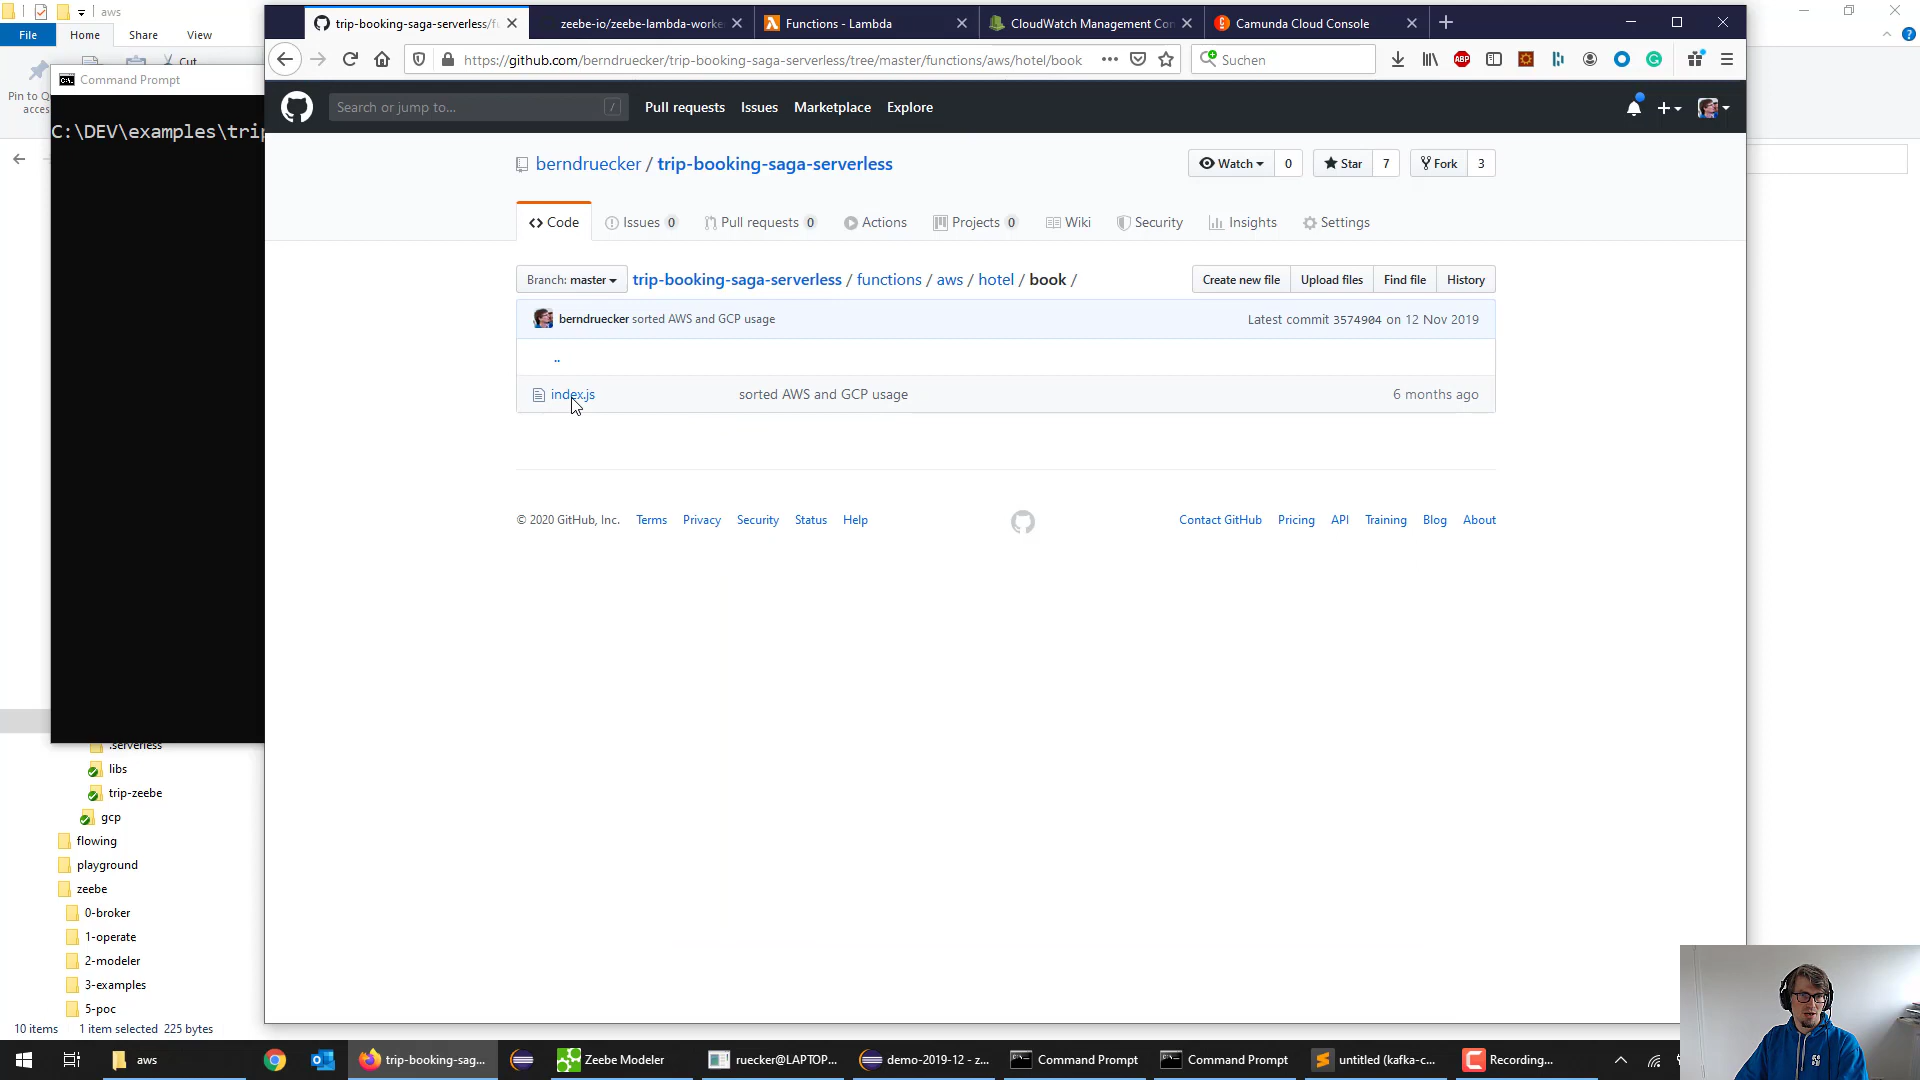 aws
File
Home
Share
View
Cut
Pin to Q
access
Command Prompt
C:\DEV\examples\trip
trip-booking-saga-serverless/f
zeebe-io/zeebe-lambda-worke
Functions - Lambda
CloudWatch Management Con
Camunda Cloud Console
https://github.com/berndruecker/trip-booking-saga-serverless/tree/master/functions/aws/hotel/book
Suchen
ABP
Search or jump to...
/
Pull requests
Issues
Marketplace
Explore
berndruecker / trip-booking-saga-serverless
Watch
0
Star
7
Fork
3
Code
Issues 0
Pull requests 0
Actions
Projects 0
Wiki
Security
Insights
Settings
Branch: master
trip-booking-saga-serverless / functions / aws / hotel / book /
Create new file
Upload files
Find file
History
berndruecker sorted AWS and GCP usage
Latest commit 3574904 on 12 Nov 2019
..
index.js
sorted AWS and GCP usage
6 months ago
© 2020 GitHub, Inc.
Terms
Privacy
Security
Status
Help
Contact GitHub
Pricing
API
Training
Blog
About
.serverless
libs
trip-zeebe
gcp
flowing
playground
zeebe
0-broker
1-operate
2-modeler
3-examples
5-poc
10 items
1 item selected 225 bytes
aws
trip-booking-sag...
Zeebe Modeler
ruecker@LAPTOP...
demo-2019-12 - z...
Command Prompt
Command Prompt
untitled (kafka-c...
Recording...